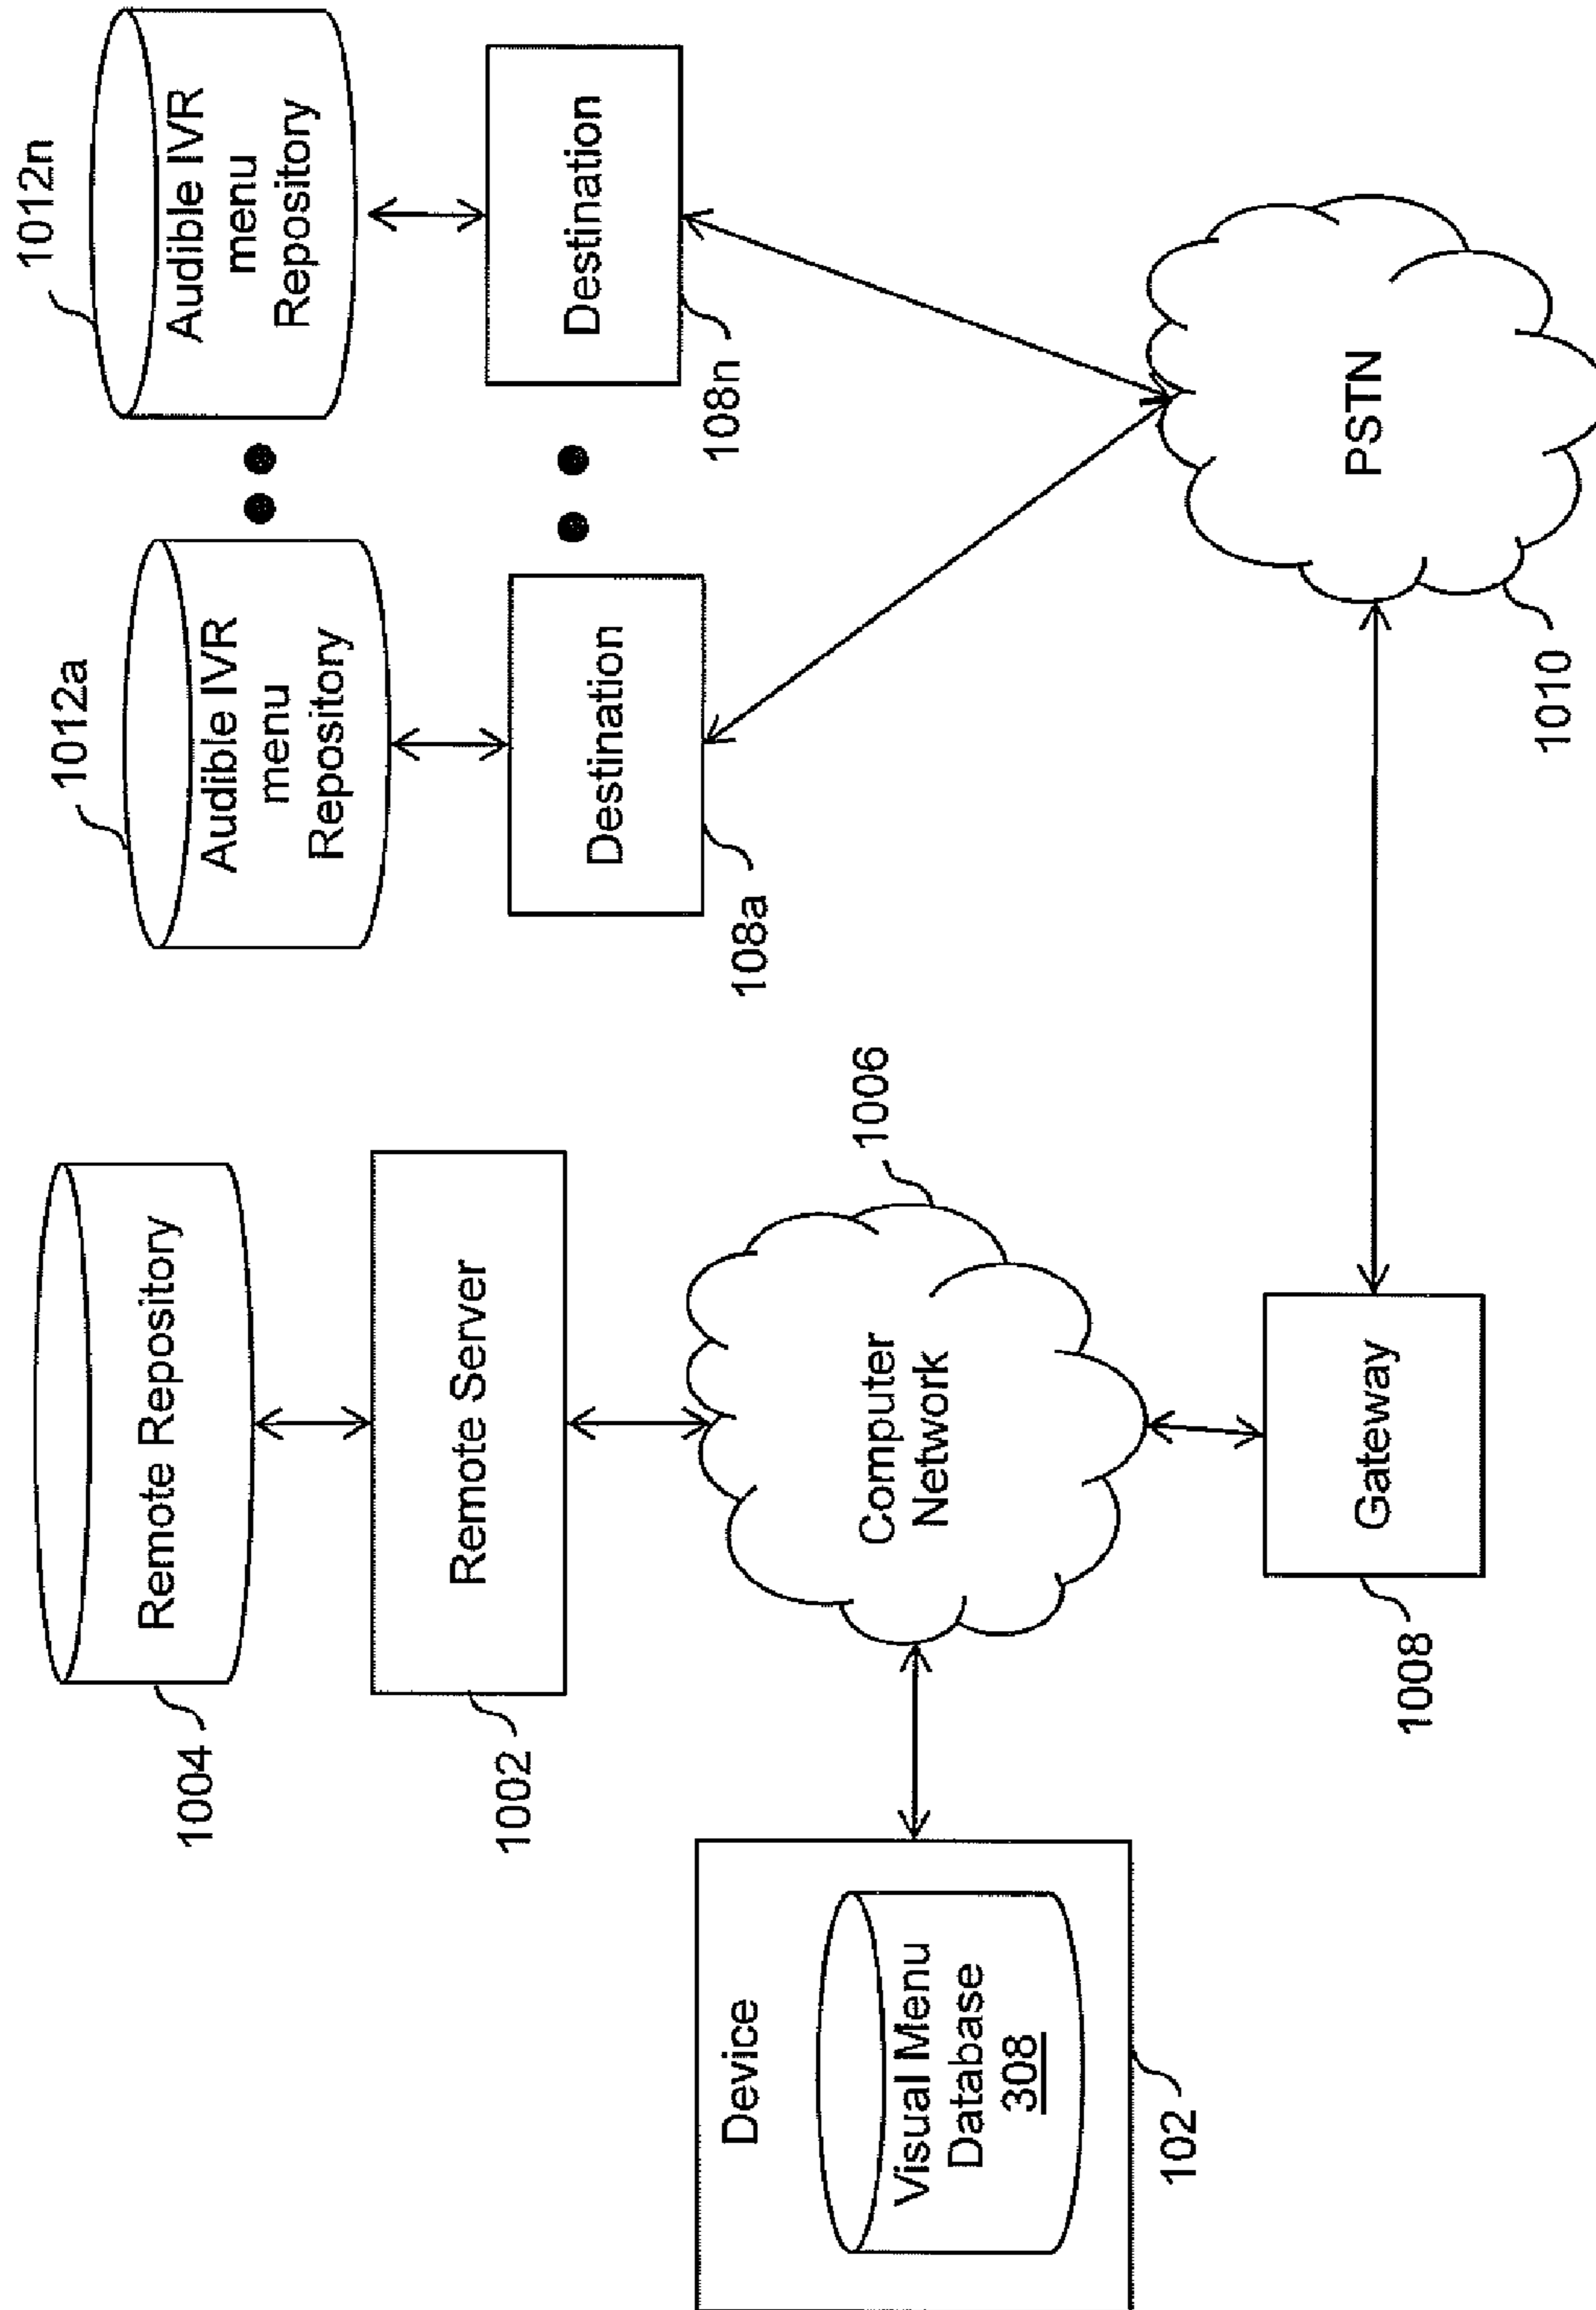 1004
Remote Repository
1002
Remote Server
1006
Computer
Network
Device
Visual Menu
Database
308
102
1008
Gateway
1012a
Audible IVR
menu
Repository
1012n
Audible IVR
menu
Repository
Destination
108a
Destination
108n
PSTN
1010